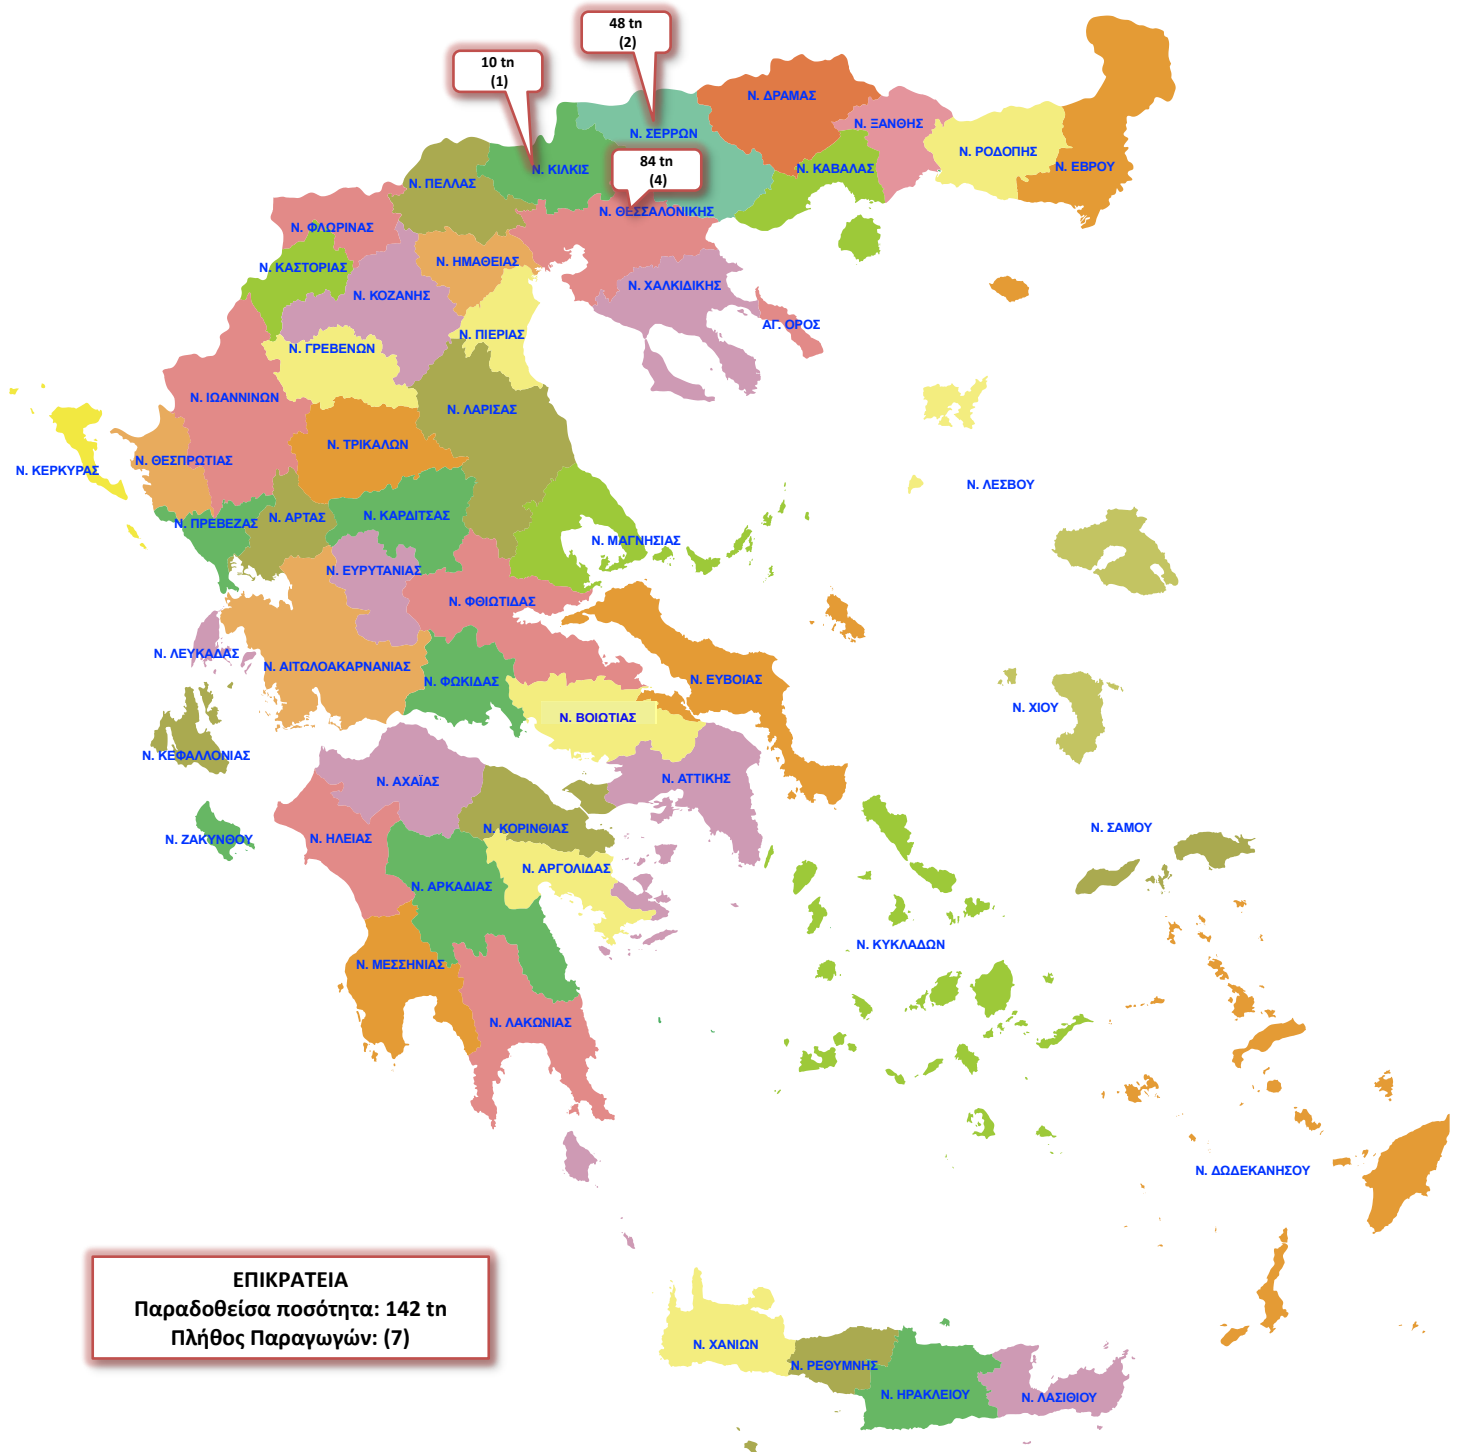 48 tn
(2)
10 tn
(1)
Ν. ΔΡΑΜΑΣ
Ν. ΞΑΝΘΗΣ
Ν. ΣΕΡΡΩΝ
Ν. ΡΟΔΟΠΗΣ
84 tn
(4)
Ν. ΕΒΡΟΥ
Ν. ΚΙΛΚΙΣ
Ν. ΚΑΒΑΛΑΣ
Ν. ΠΕΛΛΑΣ
Ν. ΘΕΣΣΑΛΟΝΙΚΗΣ
Ν. ΦΛΩΡΙΝΑΣ
Ν. ΗΜΑΘΕΙΑΣ
Ν. ΚΑΣΤΟΡΙΑΣ
Ν. ΧΑΛΚΙΔΙΚΗΣ
Ν. ΚΟΖΑΝΗΣ
ΑΓ. ΟΡΟΣ
Ν. ΠΙΕΡΙΑΣ
Ν. ΓΡΕΒΕΝΩΝ
Ν. ΙΩΑΝΝΙΝΩΝ
Ν. ΛΑΡΙΣΑΣ
Ν. ΤΡΙΚΑΛΩΝ
Ν. ΘΕΣΠΡΩΤΙΑΣ
Ν. ΚΕΡΚΥΡΑΣ
Ν. ΛΕΣΒΟΥ
Ν. ΚΑΡΔΙΤΣΑΣ
Ν. ΑΡΤΑΣ
Ν. ΠΡΕΒΕΖΑΣ
Ν. ΜΑΓΝΗΣΙΑΣ
Ν. ΕΥΡΥΤΑΝΙΑΣ
Ν. ΦΘΙΩΤΙΔΑΣ
Ν. ΛΕΥΚΑΔΑΣ
Ν. ΑΙΤΩΛΟΑΚΑΡΝΑΝΙΑΣ
Ν. ΦΩΚΙΔΑΣ
Ν. ΕΥΒΟΙΑΣ
Ν. ΧΙΟΥ
Ν. ΒΟΙΩΤΙΑΣ
Ν. ΚΕΦΑΛΛΟΝΙΑΣ
Ν. ΑΧΑΪΑΣ
Ν. ΑΤΤΙΚΗΣ
Ν. ΚΟΡΙΝΘΙΑΣ
Ν. ΣΑΜΟΥ
Ν. ΖΑΚΥΝΘΟΥ
Ν. ΗΛΕΙΑΣ
Ν. ΑΡΓΟΛΙΔΑΣ
Ν. ΑΡΚΑΔΙΑΣ
Ν. ΚΥΚΛΑΔΩΝ
Ν. ΜΕΣΣΗΝΙΑΣ
Ν. ΛΑΚΩΝΙΑΣ
Ν. ΔΩΔΕΚΑΝΗΣΟΥ
ΕΠΙΚΡΑΤΕΙΑ
Παραδοθείσα ποσότητα: 142 tn
Πλήθος Παραγωγών: (7)
Ν. ΧΑΝΙΩΝ
Ν. ΡΕΘΥΜΝΗΣ
Ν. ΗΡΑΚΛΕΙΟΥ
Ν. ΛΑΣΙΘΙΟΥ